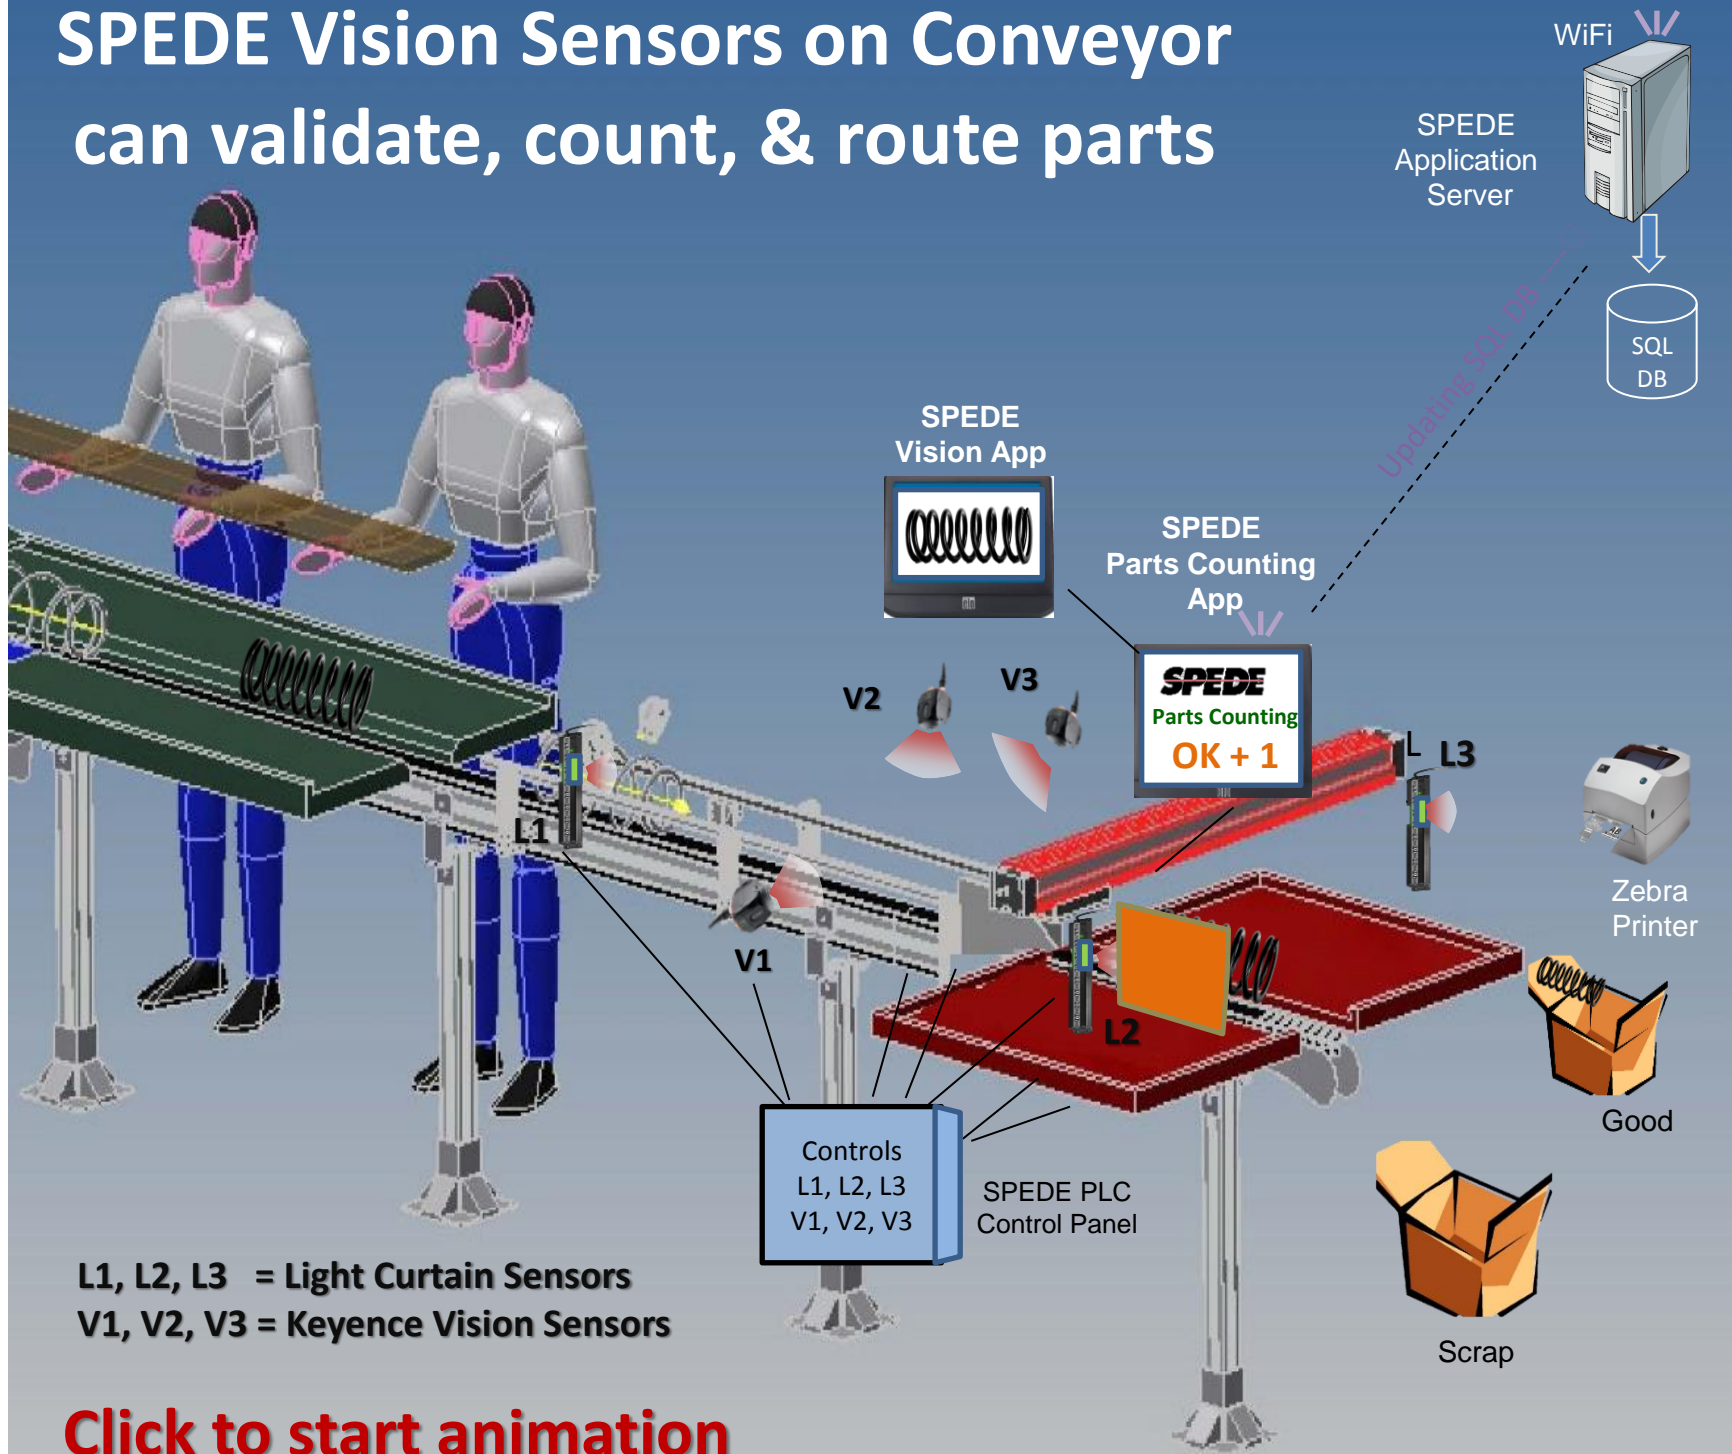 SPEDE Vision Sensors on Conveyor
can validate, count, & route parts
WiFi
SPEDE
Application
Server
SQL
DB
Updating SQL DB
SPEDE
Vision App
SPEDE
Parts Counting
App
V2
V3
SPEDE
Parts Counting
OK + 1
L
L3
L1
Zebra
Printer
V1
L2
Good
Controls
L1, L2, L3
V1, V2, V3
SPEDE PLC
Control Panel
L1, L2, L3 = Light Curtain Sensors
V1, V2, V3 = Keyence Vision Sensors
Scrap
Click to start animation